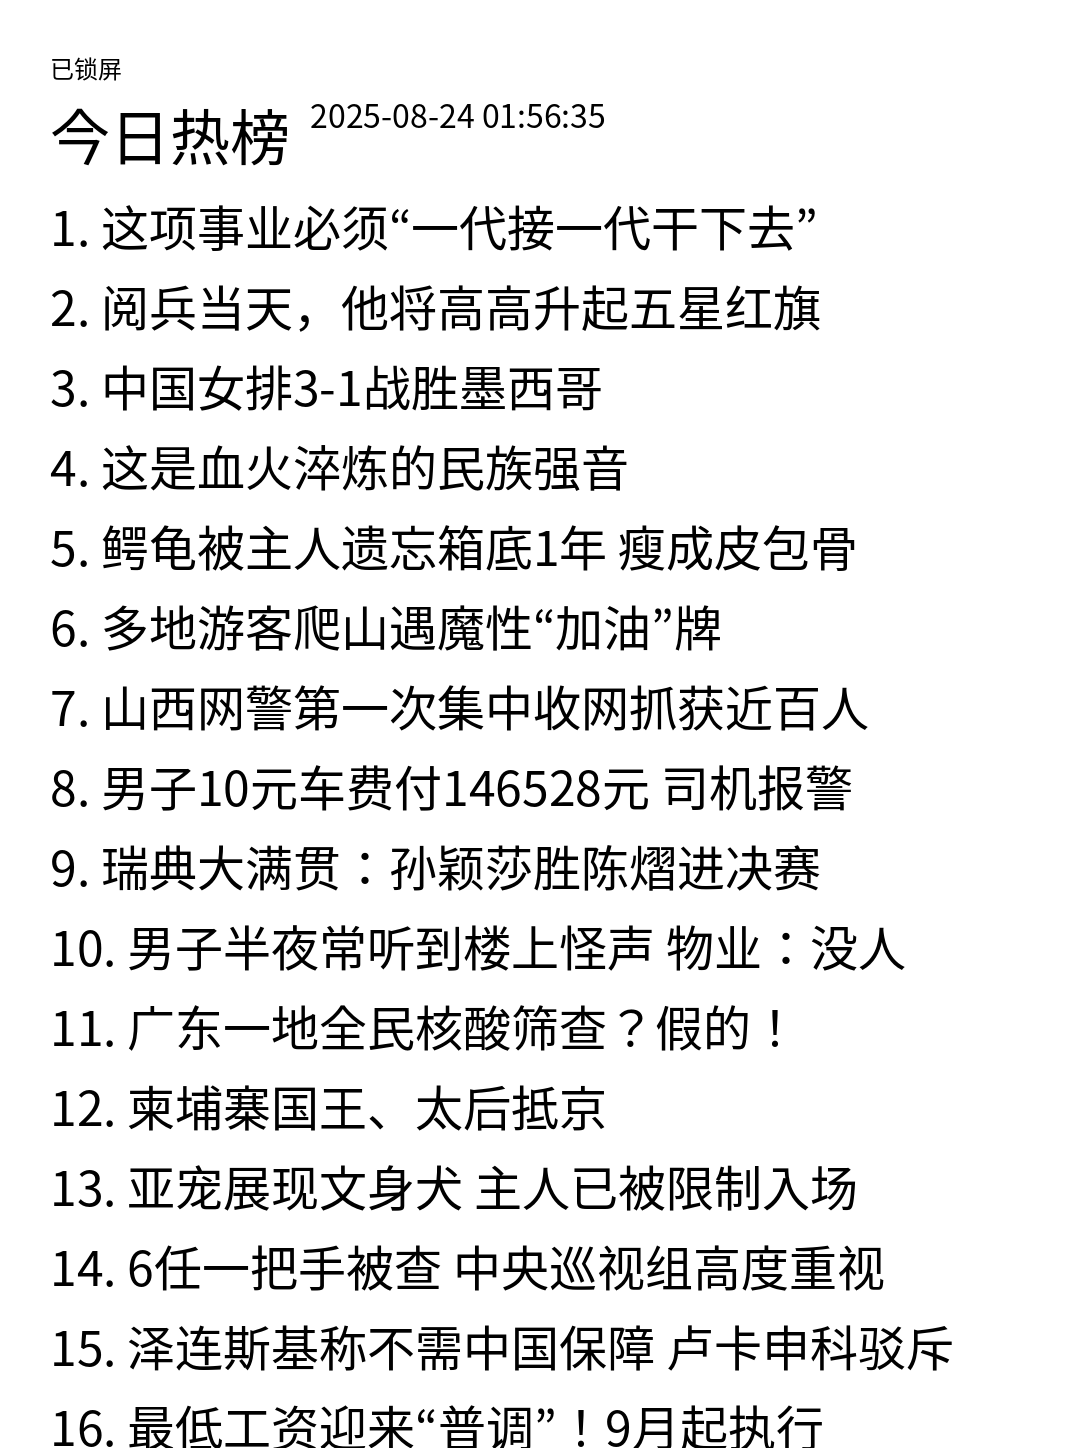 已锁屏
今日热榜 2025-08-24 01:56:35
1. 这项事业必须“一代接一代干下去”
2. 阅兵当天，他将高高升起五星红旗
3. 中国女排3-1战胜墨西哥
4. 这是血火淬炼的民族强音
5. 鳄龟被主人遗忘箱底1年 瘦成皮包骨
6. 多地游客爬山遇魔性“加油”牌
7. 山西网警第一次集中收网抓获近百人
8. 男子10元车费付146528元 司机报警
9. 瑞典大满贯：孙颖莎胜陈熠进决赛
10. 男子半夜常听到楼上怪声 物业：没人
11. 广东一地全民核酸筛查？假的！
12. 柬埔寨国王、太后抵京
13. 亚宠展现文身犬 主人已被限制入场
14. 6任一把手被查 中央巡视组高度重视
15. 泽连斯基称不需中国保障 卢卡申科驳斥
16. 最低工资迎来“普调”！9月起执行